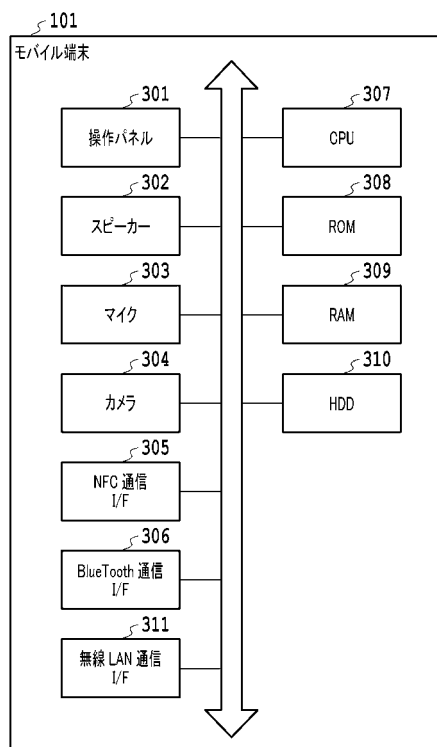 101
モバイル端末
301
操作パネル
302
スピーカー
303
マイク
304
カメラ
305
NFC 通信
I/F
306
BlueTooth 通信
I/F
311
無線 LAN 通信
I/F
307
CPU
308
ROM
309
RAM
310
HDD